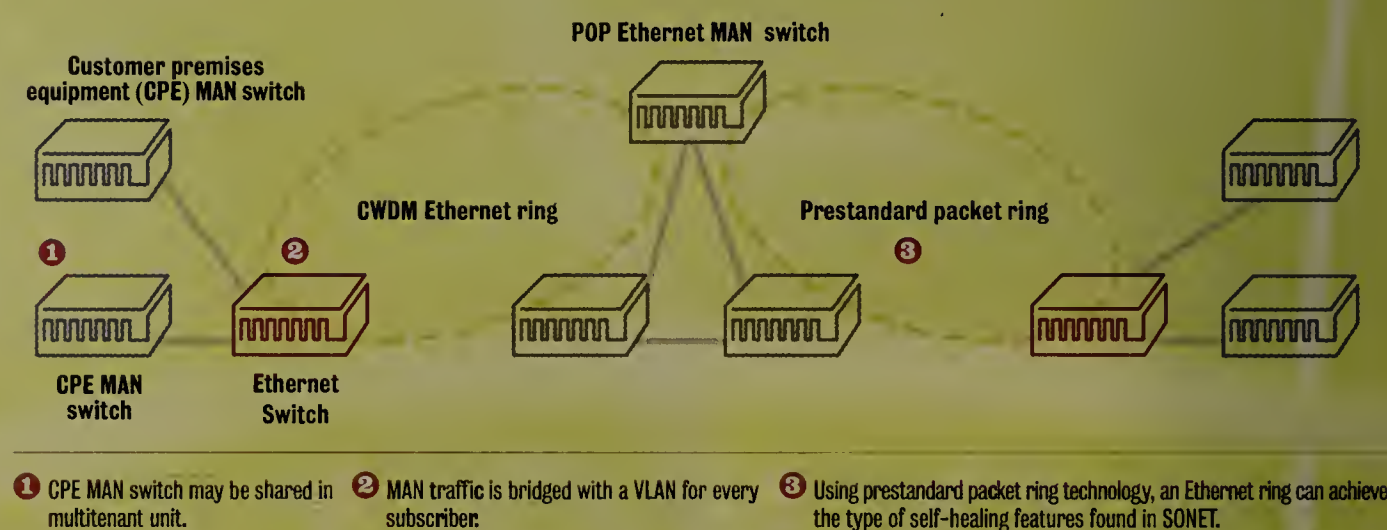 POP Ethernet MAN switch
Customer premises
equipment (CPE) MAN switch
CWDM Ethernet ring
Prestandard packet ring
1
2
3
CPE MAN
switch
Ethernet
Switch
1 CPE MAN switch may be shared in
multitenant unit.
2 MAN traffic is bridged with a VLAN for every
subscriber.
3 Using prestandard packet ring technology, an Ethernet ring can achieve
the type of self-healing features found in SONET.